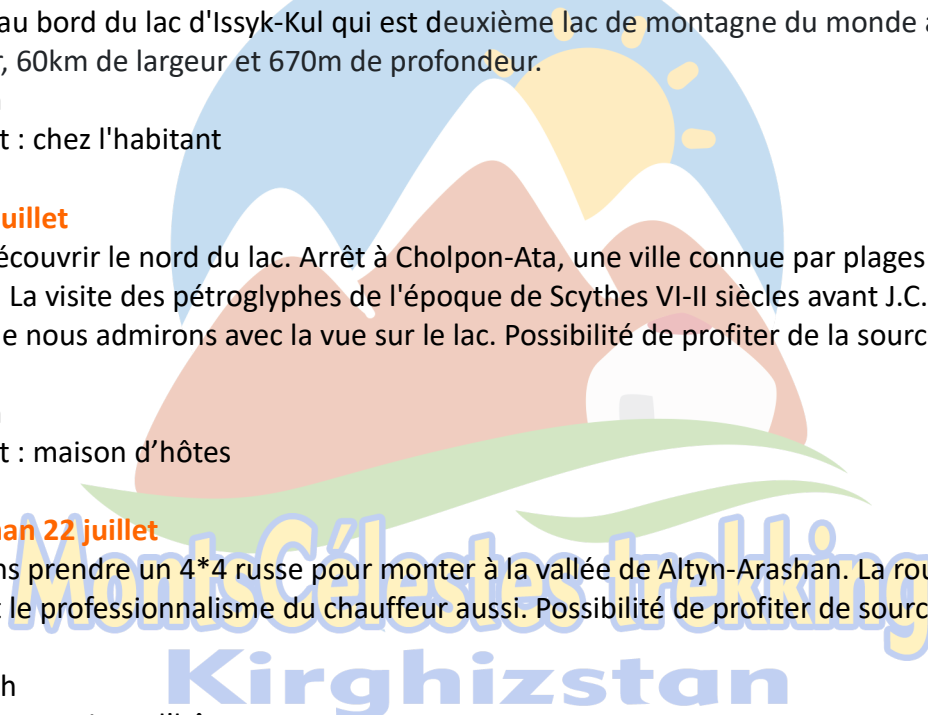 au bord du lac d'Issyk-Kul qui est deuxième lac de montagne du monde
, 60km de largeur et 670m de profondeur.
t : chez l'habitant
uillet
écouvrir le nord du lac. Arrêt à Cholpon-Ata, une ville connue par plages
La visite des pétroglyphes de l'époque de Scythes VI-II siècles avant J.C.
e nous admirons avec la vue sur le lac. Possibilité de profiter de la sourc
t : maison d’hôtes
an 22 juillet
ns prendre un 4*4 russe pour monter à la vallée de Altyn-Arashan. La rou
t le professionnalisme du chauffeur aussi. Possibilité de profiter de sourc
MontsCélestes trekking
h
Kirghizstan